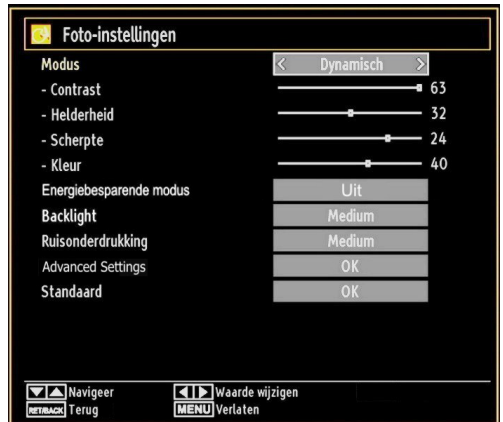 Foto-instellingen
Modus < Dynamisch >
- Contrast 63
- Helderheid 32
- Scherpte 24
- Kleur 40
Energiebesparende modus Uit
Backlight Medium
Ruisonderdrukking Medium
Advanced Settings OK
Standaard OK
Navigeer Waarde wijzigen
RET/BACK Terug MENU Verlaten